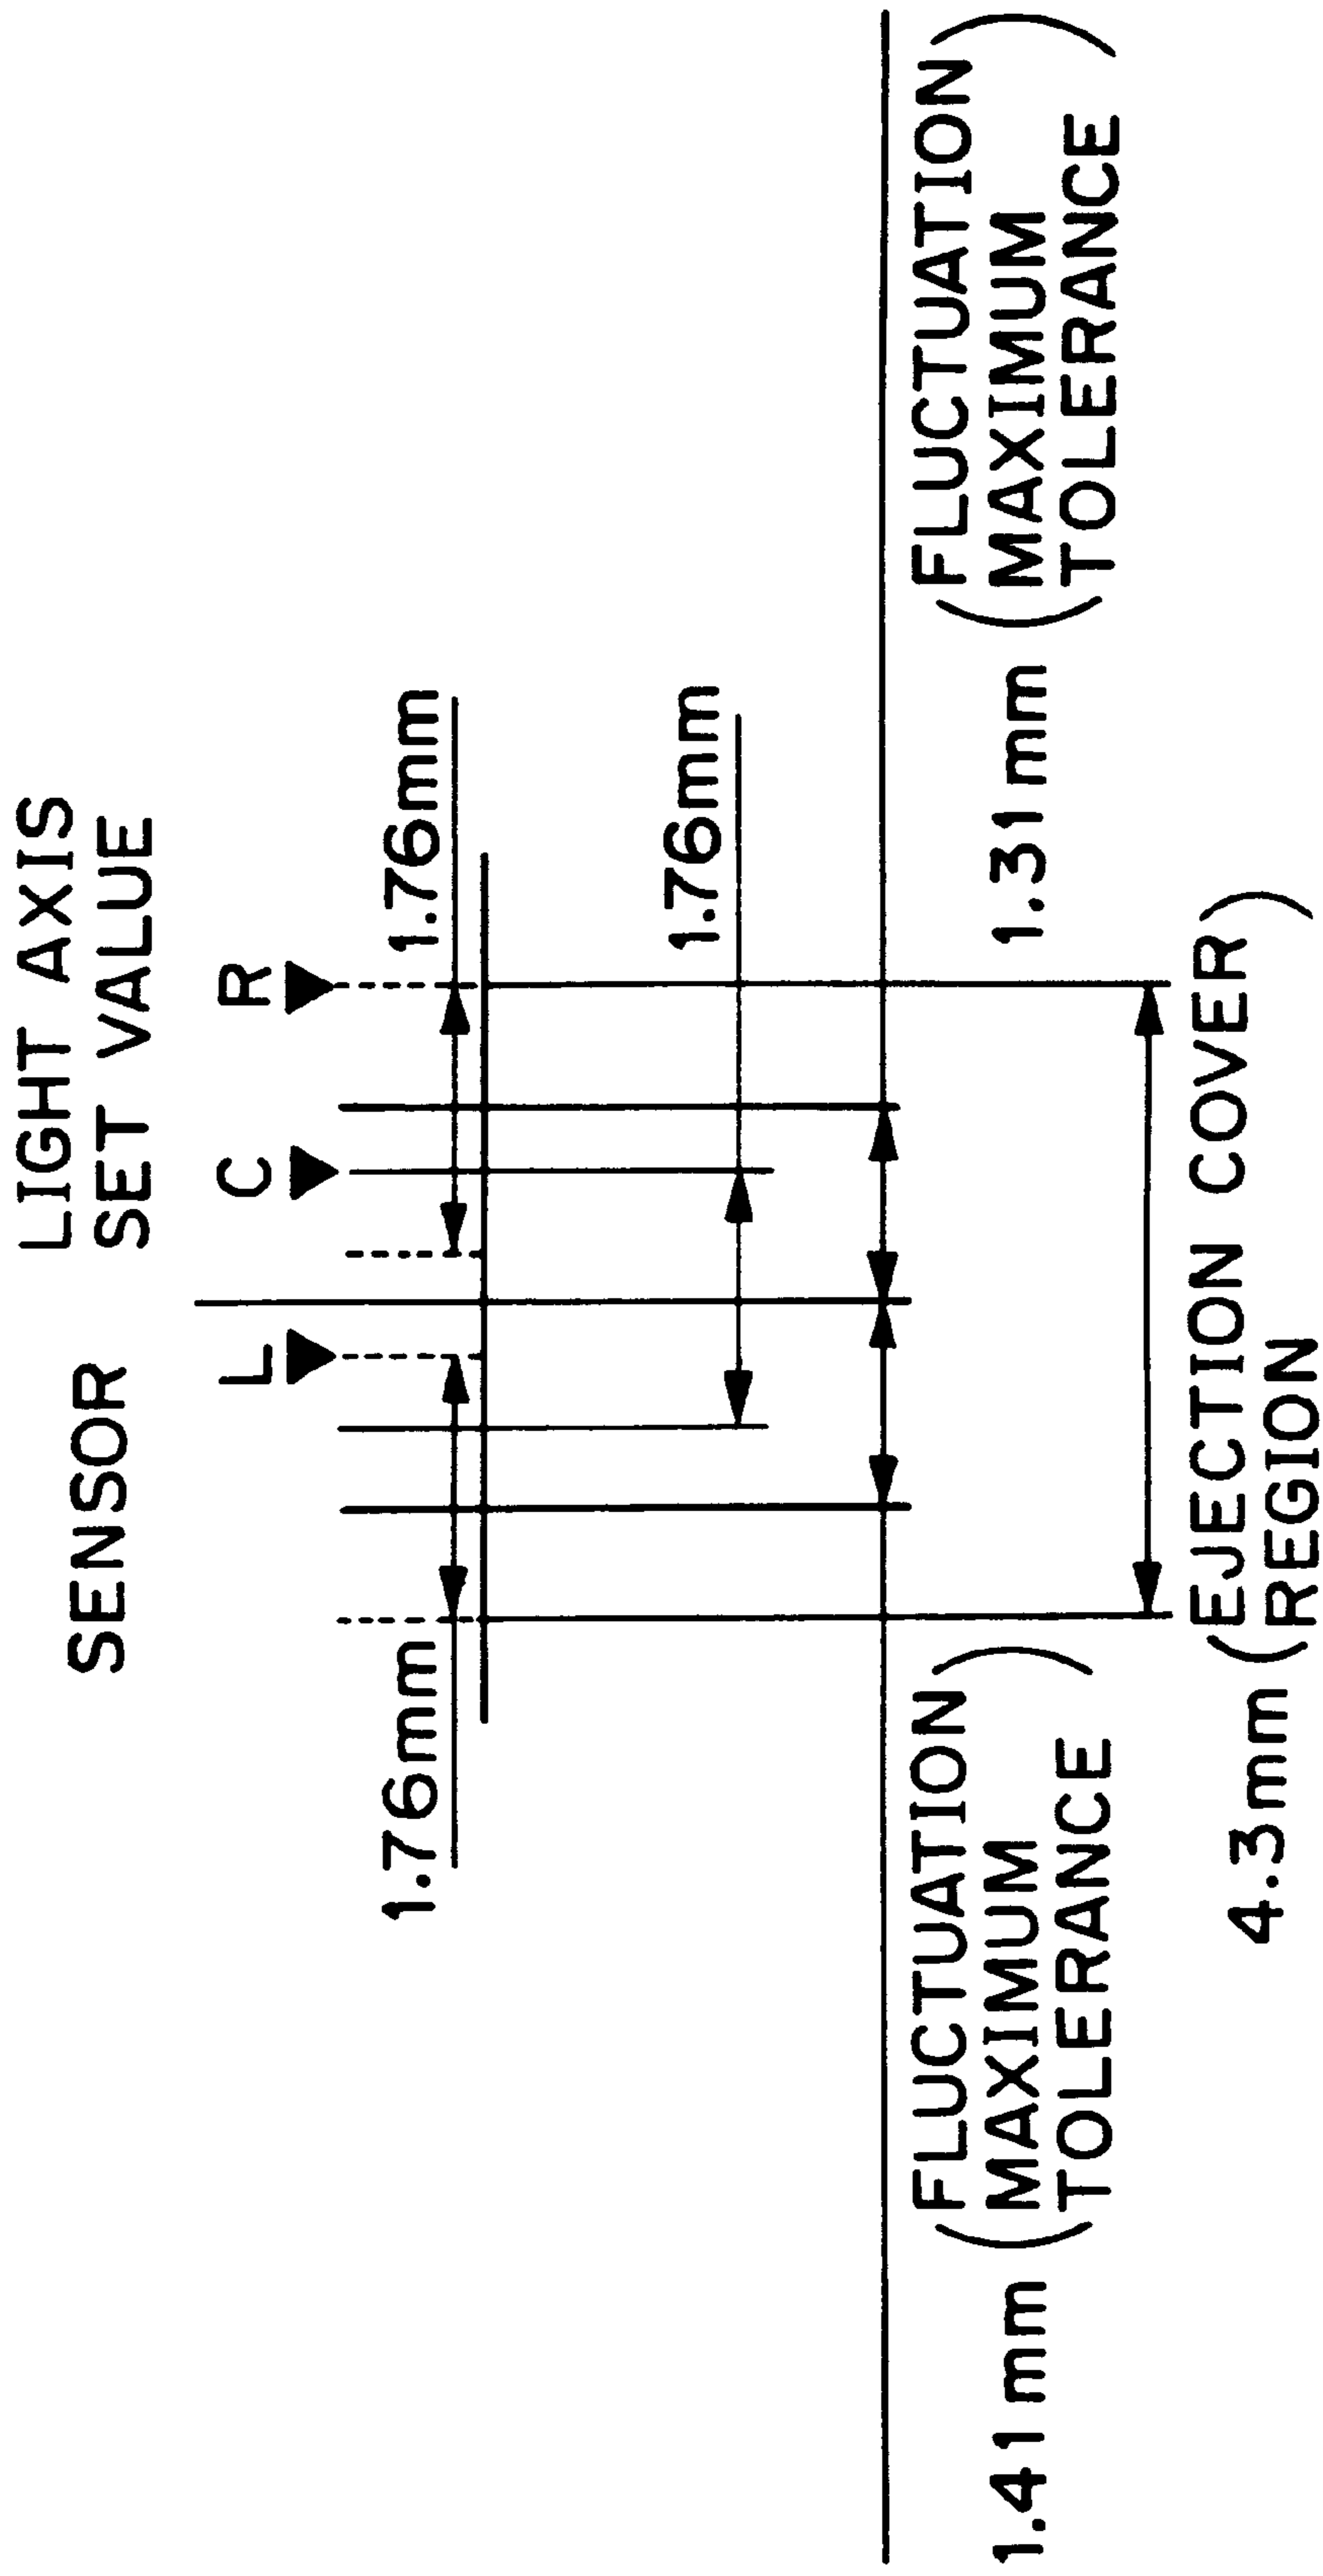 LIGHT AXIS
SET VALUE
SENSOR
L
C
R
1.76mm
1.76mm
1.76mm
1.41mm (FLUCTUATION
MAXIMUM
TOLERANCE)
1.31mm (FLUCTUATION
MAXIMUM
TOLERANCE)
4.3mm (EJECTION COVER
REGION)